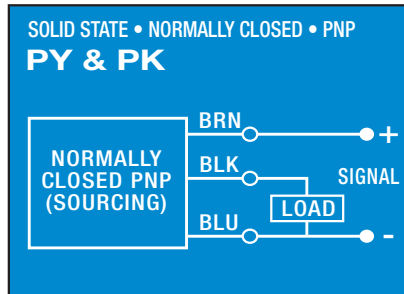 SOLID STATE • NORMALLY CLOSED • PNP
PY & PK
BRN
+
NORMALLY
CLOSED PNP
(SOURCING)
BLK
SIGNAL
LOAD
BLU
-